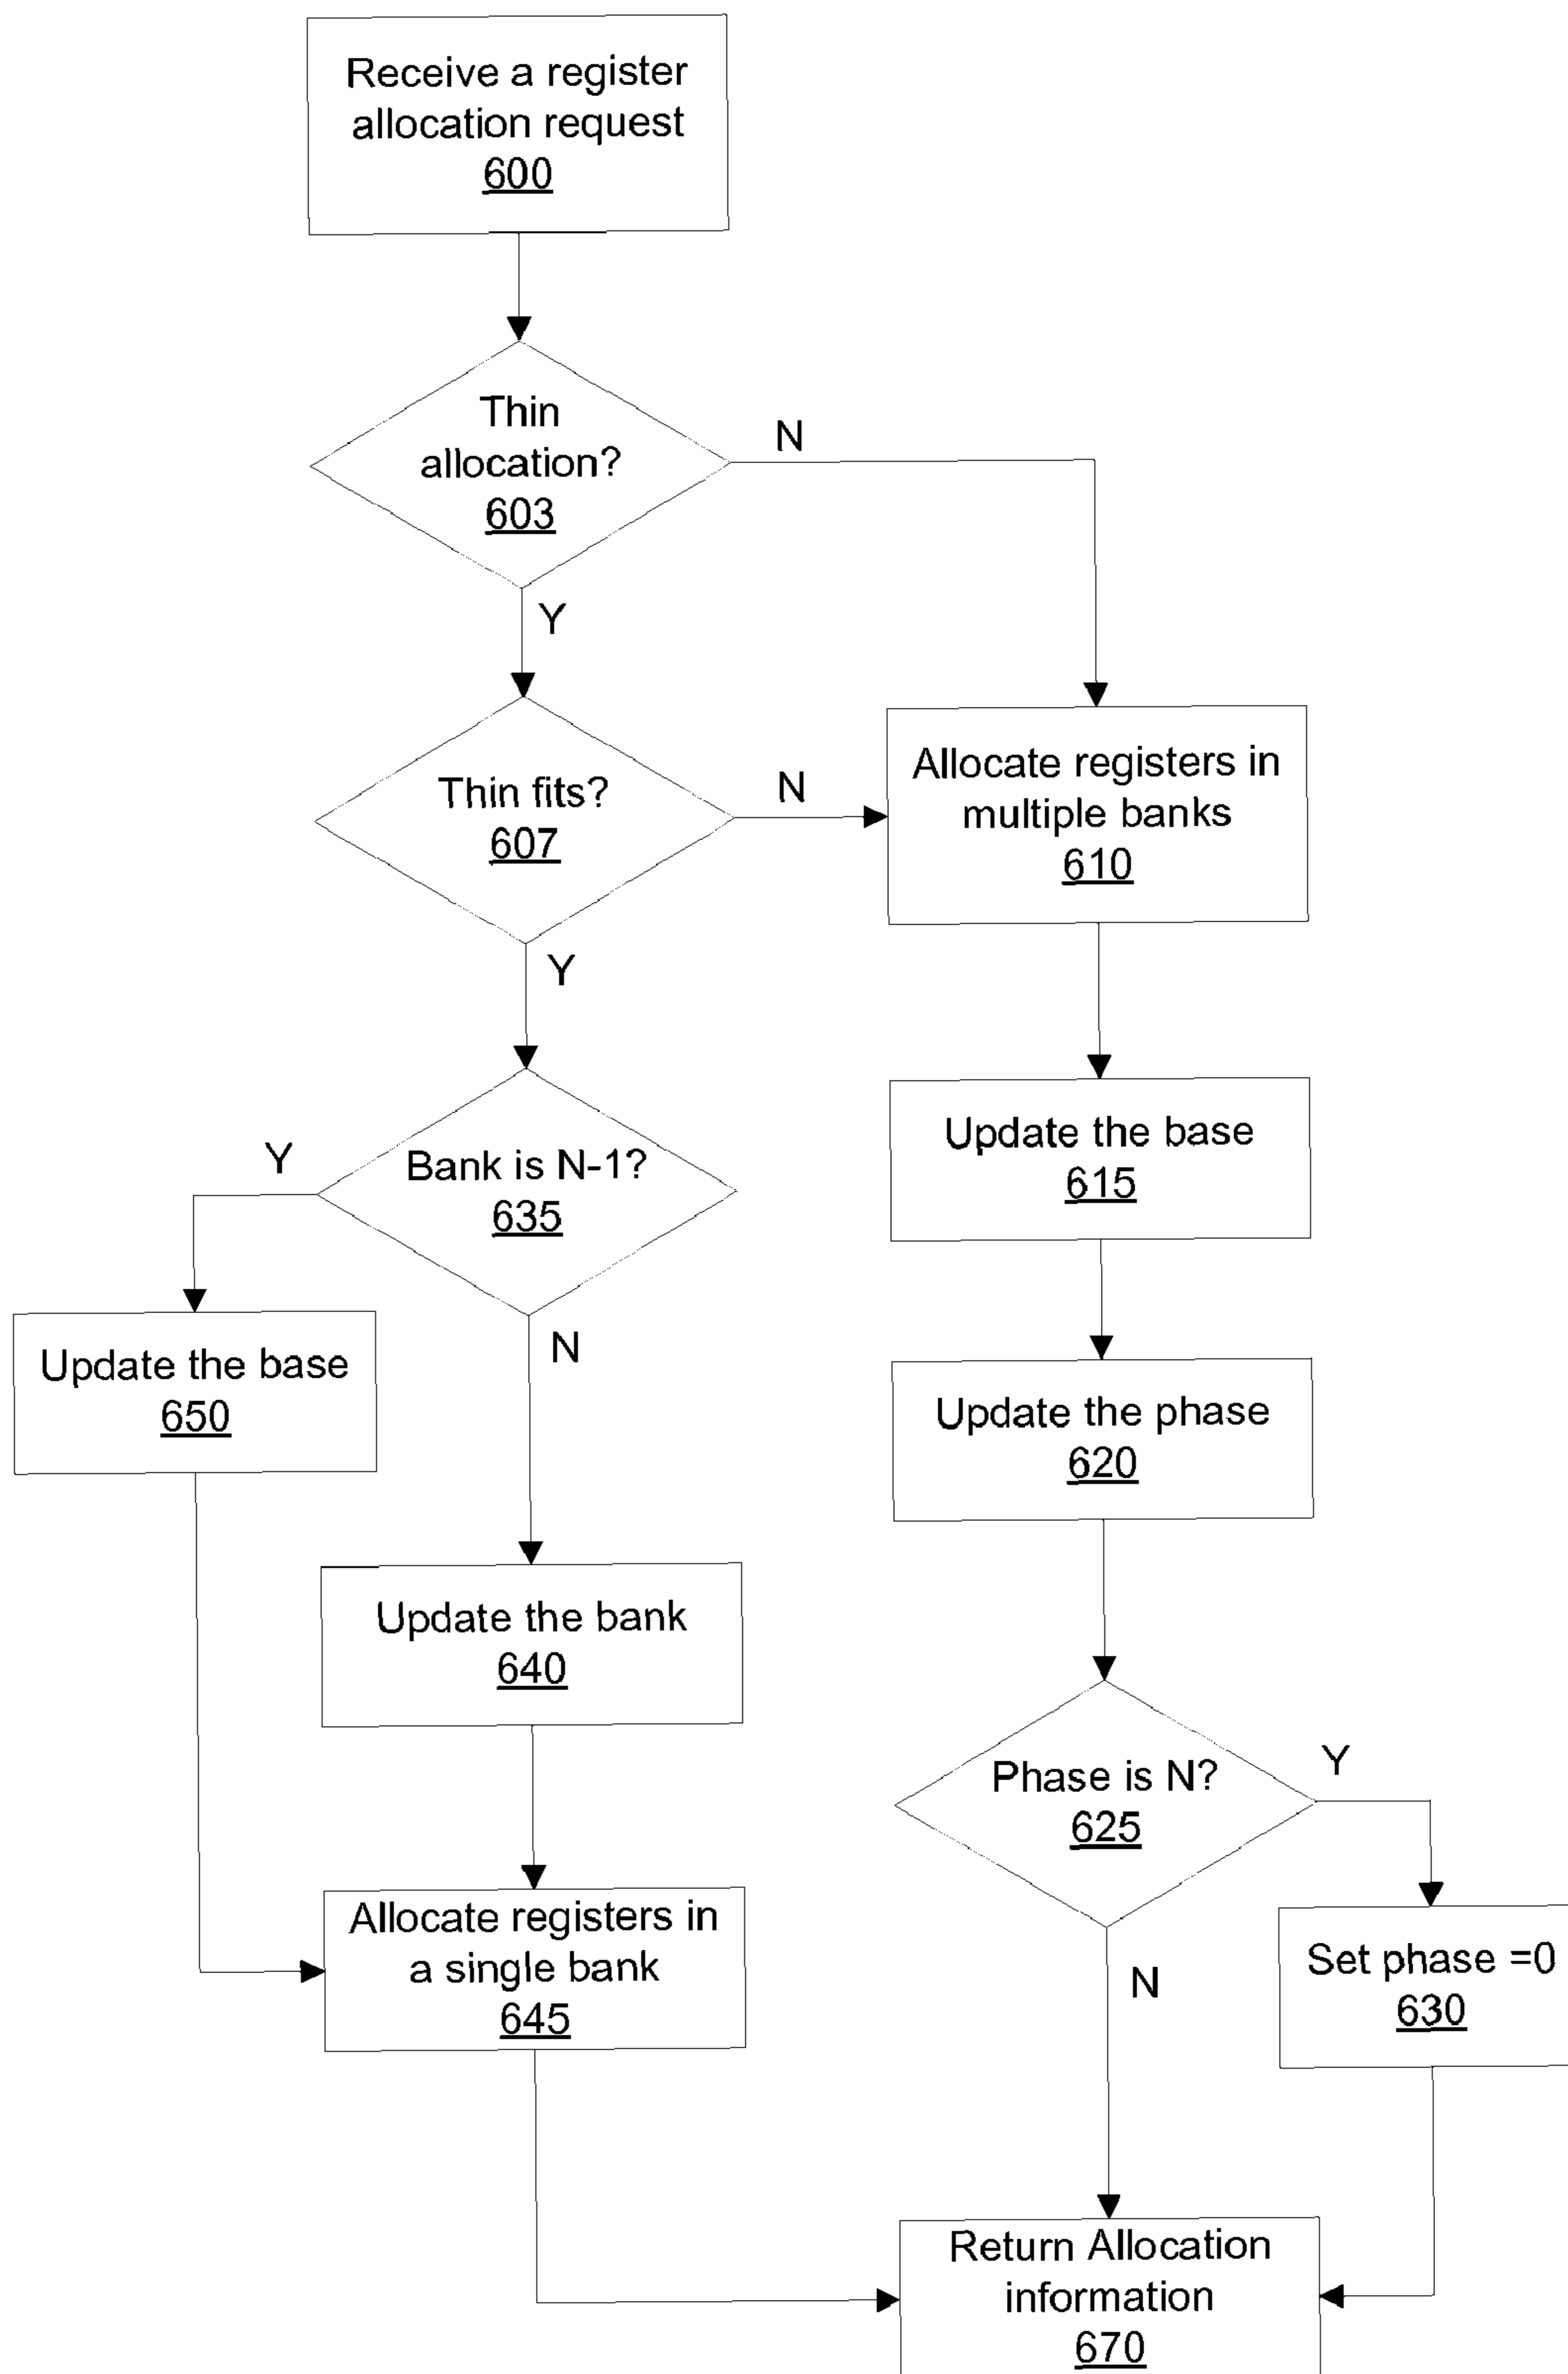 Receive a register
allocation request
600
Thin
allocation?
603
N
Y
Thin fits?
607
N
Allocate registers in
multiple banks
610
Y
Bank is N-1?
635
Y
N
Update the base
615
Update the base
650
Update the phase
620
Update the bank
640
Phase is N?
625
Y
N
Allocate registers in
a single bank
645
Set phase =0
630
Return Allocation
information
670